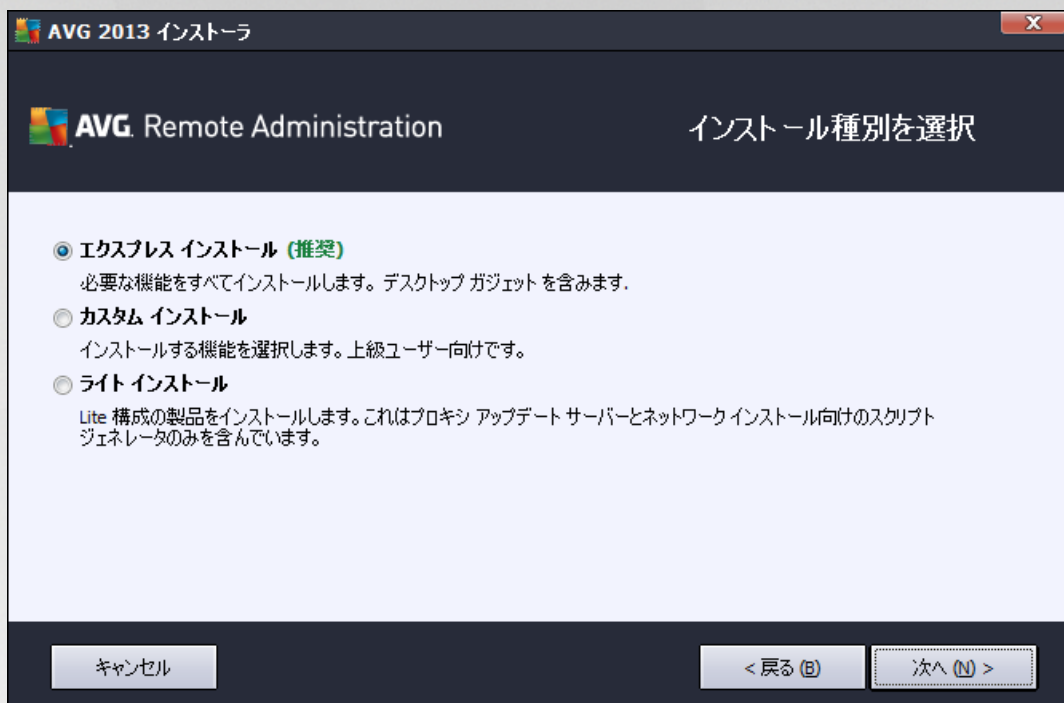 AVG 2013 インストーラ
AVG. Remote Administration
インストール種別を選択
エクスプレス インストール (推奨)
必要な機能をすべてインストールします。デスクトップ ガジェット を含みます.
カスタム インストール
インストールする機能を選択します。上級ユーザー向けです。
ライト インストール
Lite 構成の製品をインストールします。これはプロキシ アップデート サーバーとネットワーク インストール向けのスクリプト
ジェネレータのみを含んでいます。
キャンセル
< 戻る (B)
次へ (N) >